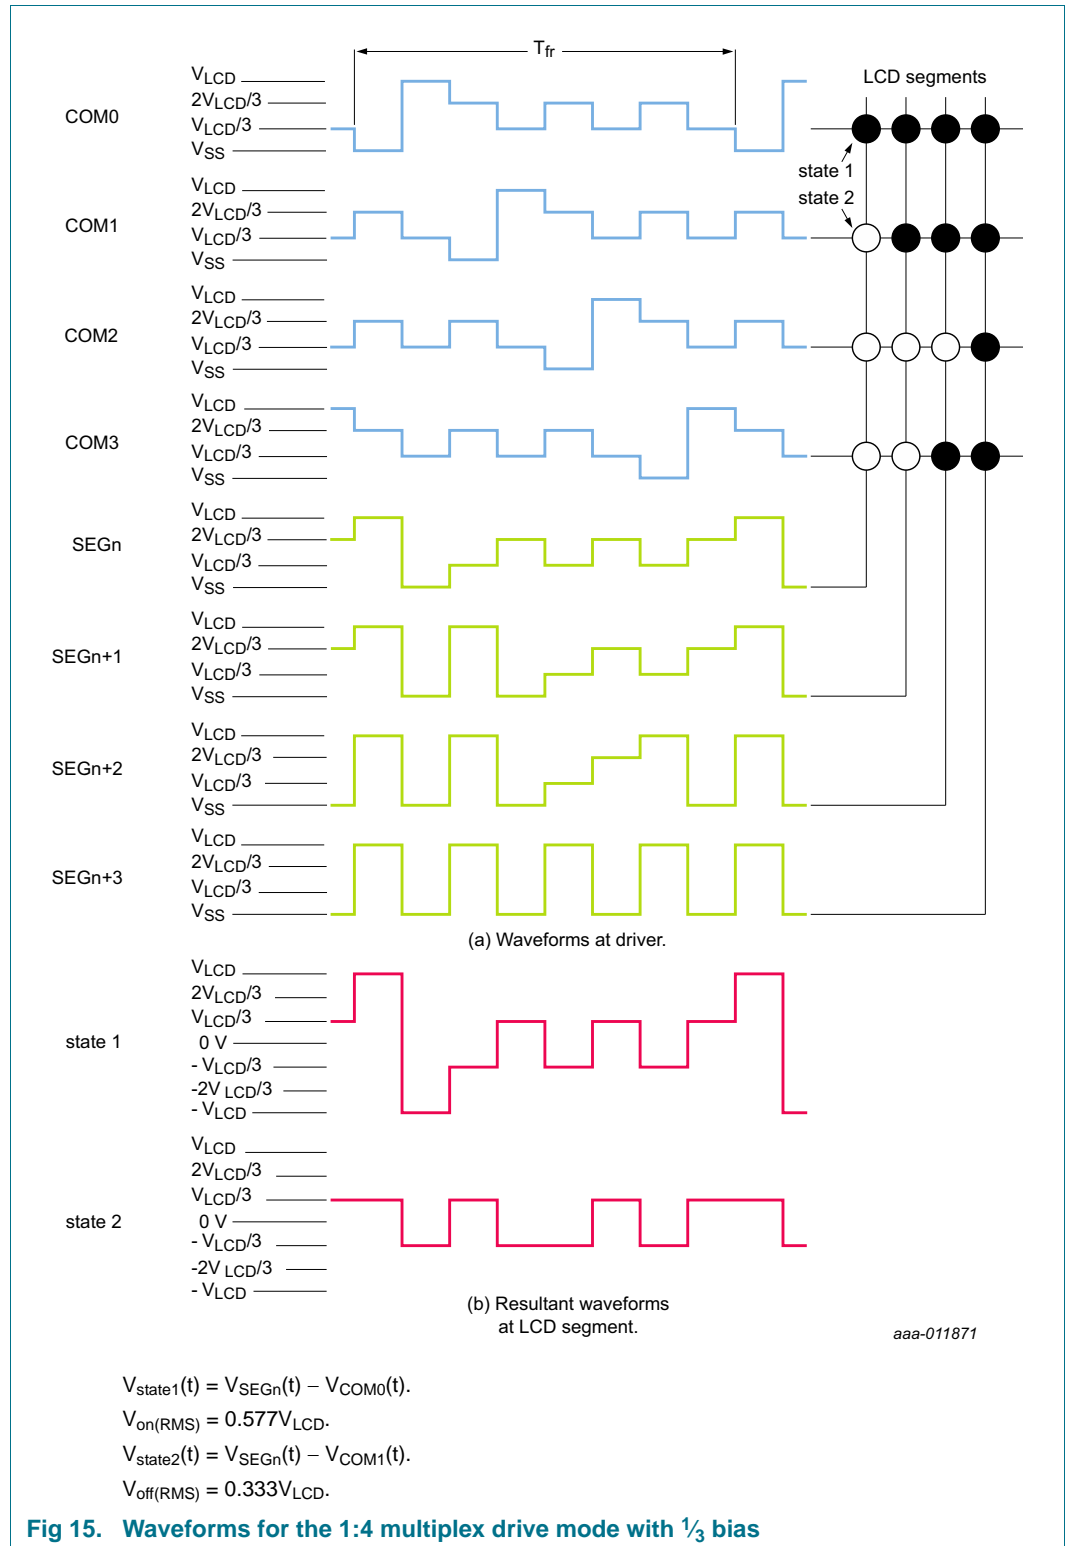 Tfr
VLCD
2VLCD/3
VLCD/3
VSS
COM0
LCD segments
state 1
state 2
VLCD
2VLCD/3
VLCD/3
VSS
COM1
VLCD
2VLCD/3
VLCD/3
VSS
COM2
VLCD
2VLCD/3
VLCD/3
VSS
COM3
VLCD
2VLCD/3
VLCD/3
VSS
SEGn
VLCD
2VLCD/3
VLCD/3
VSS
SEGn+1
VLCD
2VLCD/3
VLCD/3
VSS
SEGn+2
VLCD
2VLCD/3
VLCD/3
VSS
SEGn+3
(a) Waveforms at driver.
VLCD
2VLCD/3
VLCD/3
0 V
- VLCD/3
-2V LCD/3
- VLCD
state 1
VLCD
2VLCD/3
VLCD/3
0 V
- VLCD/3
-2V LCD/3
- VLCD
state 2
(b) Resultant waveforms
at LCD segment.
aaa-011871
Vstate1(t) = VSEGn(t) − VCOM0(t).
Von(RMS) = 0.577VLCD.
Vstate2(t) = VSEGn(t) − VCOM1(t).
Voff(RMS) = 0.333VLCD.
Fig 15. Waveforms for the 1:4 multiplex drive mode with 1⁄3 bias